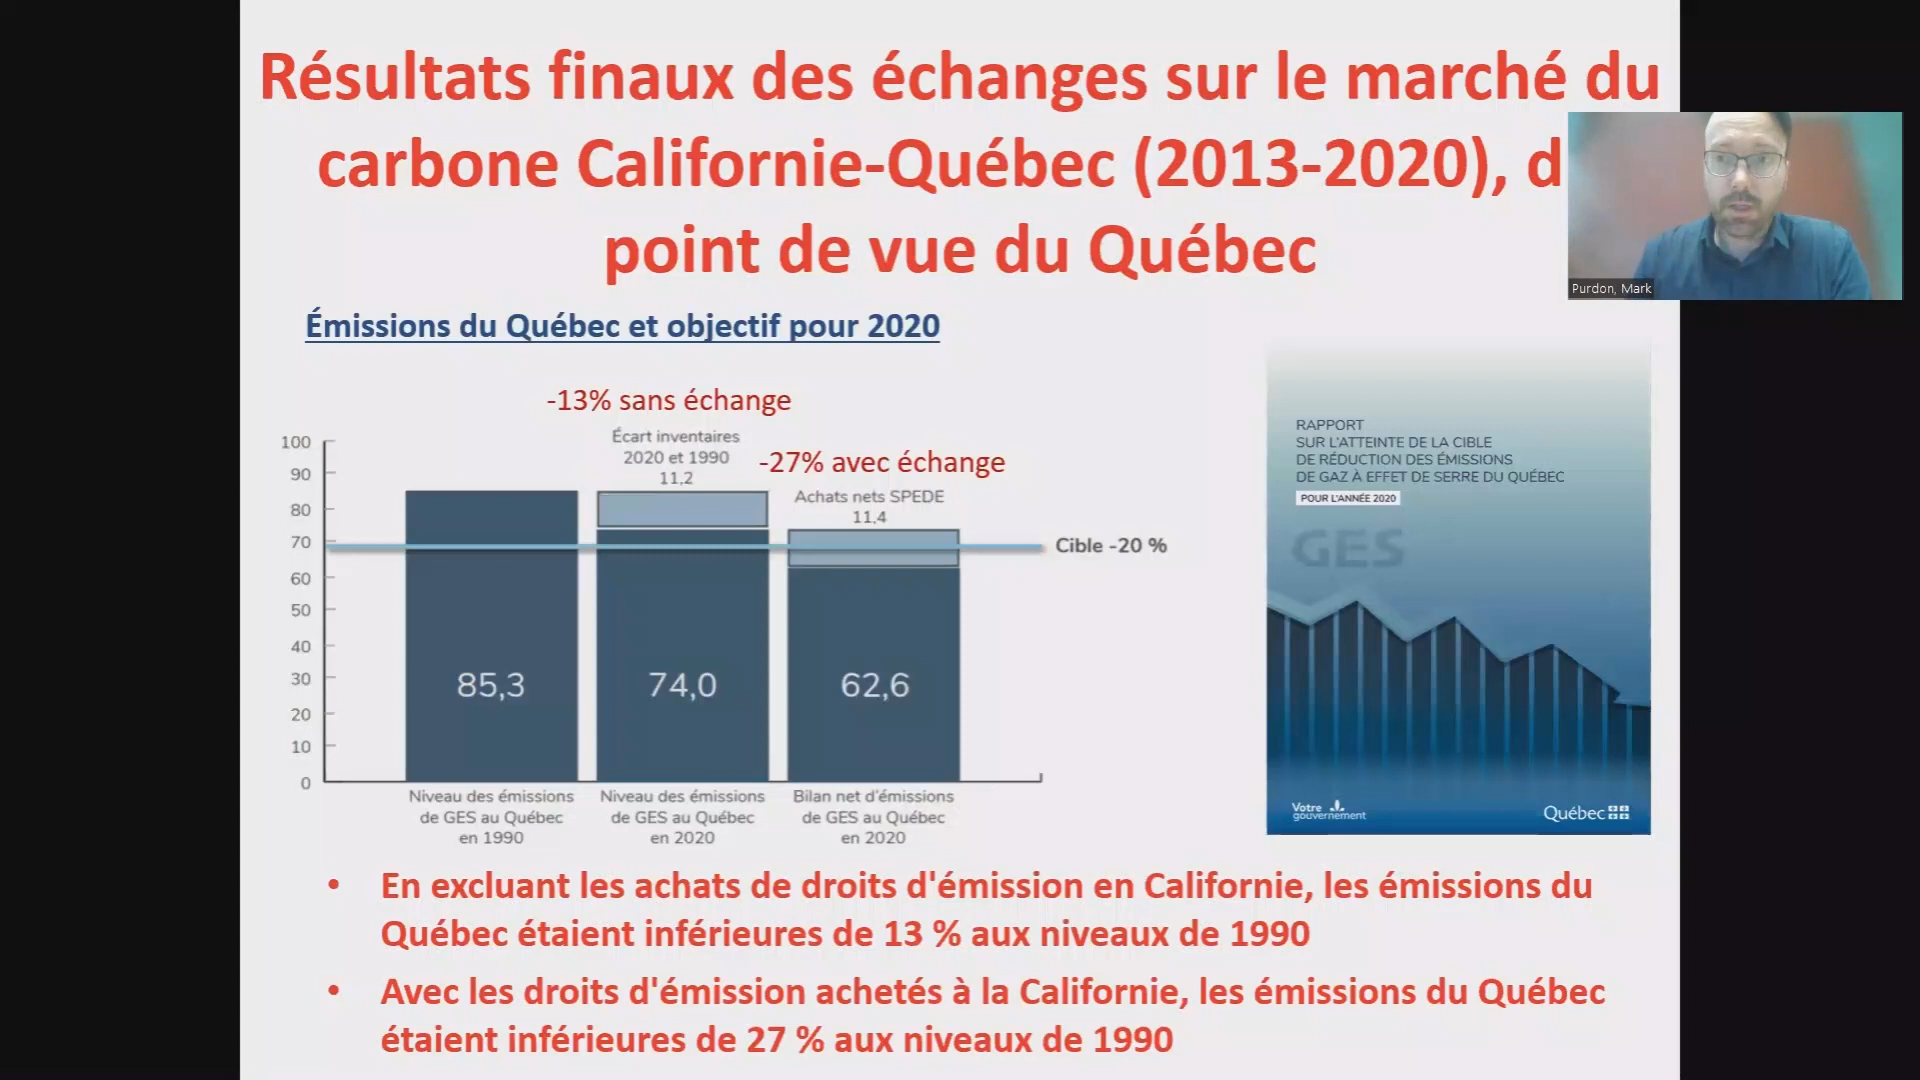 Résultats finaux des échanges sur le marché du
carbone Californie-Québec (2013-2020), d
point de vue du Québec
Purdon, Mark
Émissions du Québec et objectif pour 2020
-13% sans échange
Écart inventaires
2020 et 1990
11,2
-27% avec échange
Achats nets SPEDE
11,4
100
90
80
70
60
50
40
30
20
10
0
Cible -20 %
85,3
74,0
62,6
Niveau des émissions
de GES au Québec
en 1990
Niveau des émissions
de GES au Québec
en 2020
Bilan net d'émissions
de GES au Québec
en 2020
RAPPORT
SUR L'ATTEINTE DE LA CIBLE
DE RÉDUCTION DES ÉMISSIONS
DE GAZ À EFFET DE SERRE DU QUÉBEC
POUR L'ANNÉE 2020
GES
Votre
gouvernement
Québec
• En excluant les achats de droits d'émission en Californie, les émissions du
Québec étaient inférieures de 13 % aux niveaux de 1990
• Avec les droits d'émission achetés à la Californie, les émissions du Québec
étaient inférieures de 27 % aux niveaux de 1990